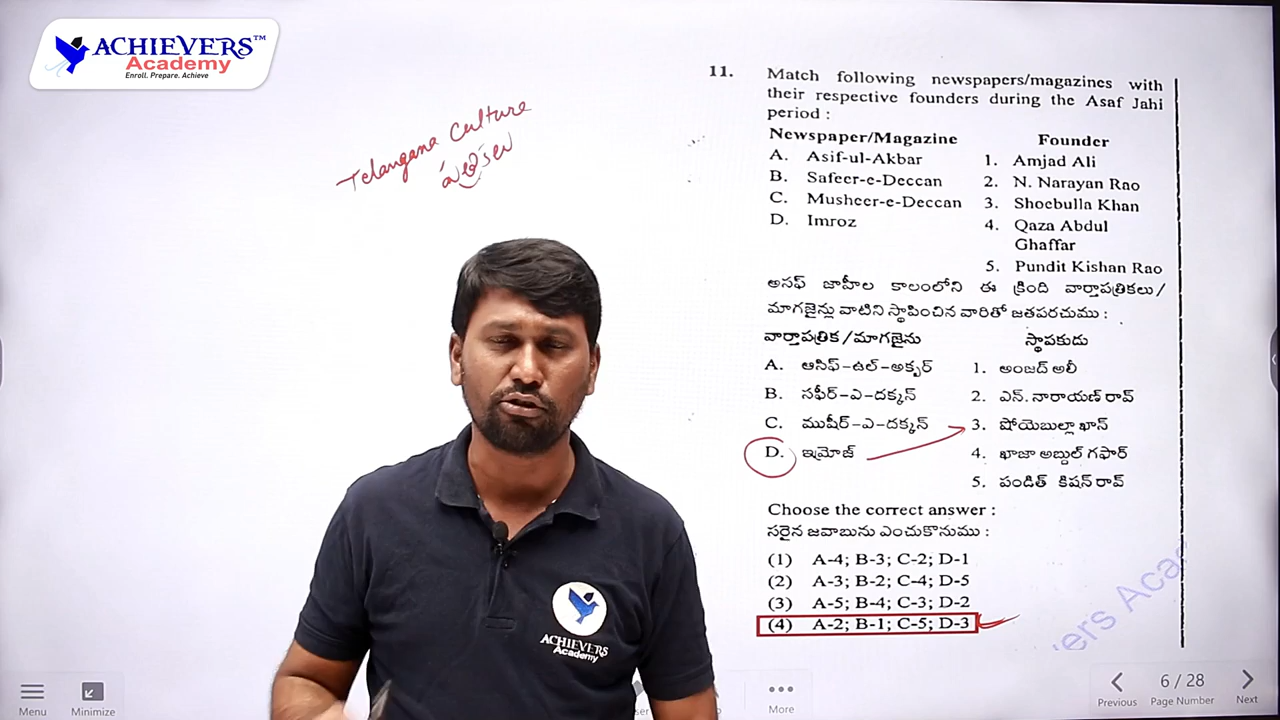 ACHIEVERS™
Academy
Enroll. Prepare. Achieve
Telangana Culture
11. Match following newspapers/magazines with
their respective founders during the Asaf Jahi
period :
Newspaper/Magazine Founder
A. Asif-ul-Akbar 1. Amjad Ali
B. Safeer-e-Deccan 2. N. Narayan Rao
C. Musheer-e-Deccan 3. Shoebulla Khan
D. Imroz 4. Qaza Abdul
Ghaffar
5. Pundit Kishan Rao
అసఫ్ జాహీల కాలంలోని ఈ క్రింది వార్తాపత్రికలు/
మాగజైన్లు వాటిని స్థాపించిన వారితో జతపరచుము :
వార్తాపత్రిక/మాగజైను స్థాపకుడు
A. ఆసిఫ్-ఉల్-అక్బర్ 1. అంజద్ అలీ
B. సఫీర్-ఎ-దక్కన్ 2. ఎన్. నారాయణ్ రావ్
C. ముషీర్-ఎ-దక్కన్ 3. షోయెబుల్లా ఖాన్
D. ఇమ్రోజ్ 4. ఖాజా అబ్దుల్ గఫార్
5. పండిత్ కిషన్ రావ్
Choose the correct answer :
సరైన జవాబును ఎంచుకొనుము :
(1) A-4; B-3; C-2; D-1
(2) A-3; B-2; C-4; D-5
(3) A-5; B-4; C-3; D-2
(4) A-2; B-1; C-5; D-3
ACHIEVERS
Academy
Menu Minimize More Previous 6 / 28 Page Number Next